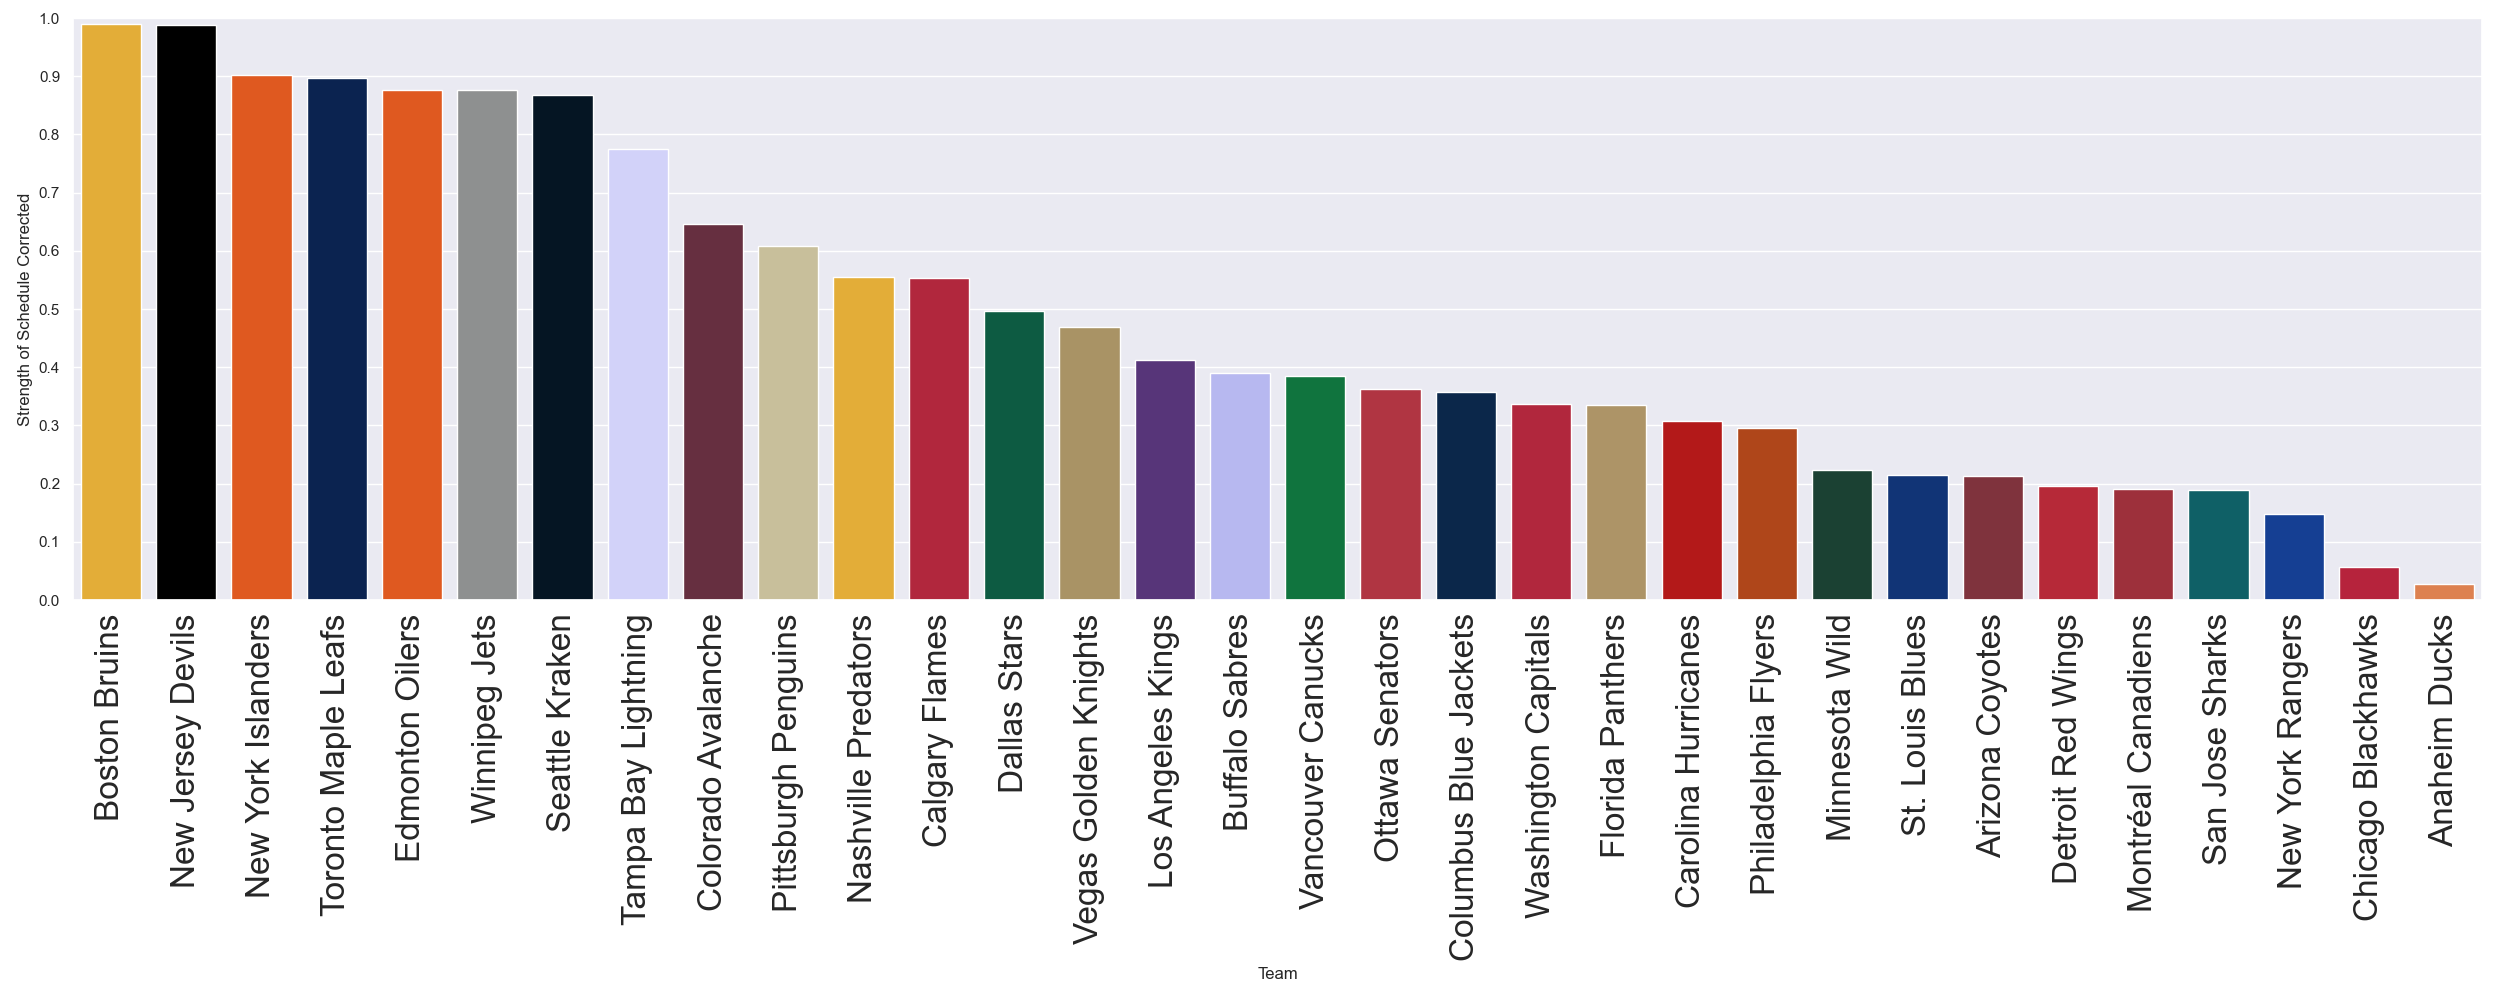 Strength of Schedule Corrected
1.0
0.9
0.8
0.7
0.6
0.5
0.4
0.3
0.2
0.1
0.0
Boston Bruins
New Jersey Devils
New York Islanders
Toronto Maple Leafs
Edmonton Oilers
Winnipeg Jets
Seattle Kraken
Tampa Bay Lightning
Colorado Avalanche
Pittsburgh Penguins
Nashville Predators
Calgary Flames
Dallas Stars
Vegas Golden Knights
Los Angeles Kings
Buffalo Sabres
Vancouver Canucks
Ottawa Senators
Columbus Blue Jackets
Washington Capitals
Florida Panthers
Carolina Hurricanes
Philadelphia Flyers
Minnesota Wild
St. Louis Blues
Arizona Coyotes
Detroit Red Wings
Montréal Canadiens
San Jose Sharks
New York Rangers
Chicago Blackhawks
Anaheim Ducks
Team